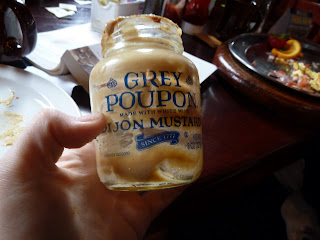 GREY
POUPON
MADE WITH WHITE WINE
DIJON MUSTARD
SINCE 1777